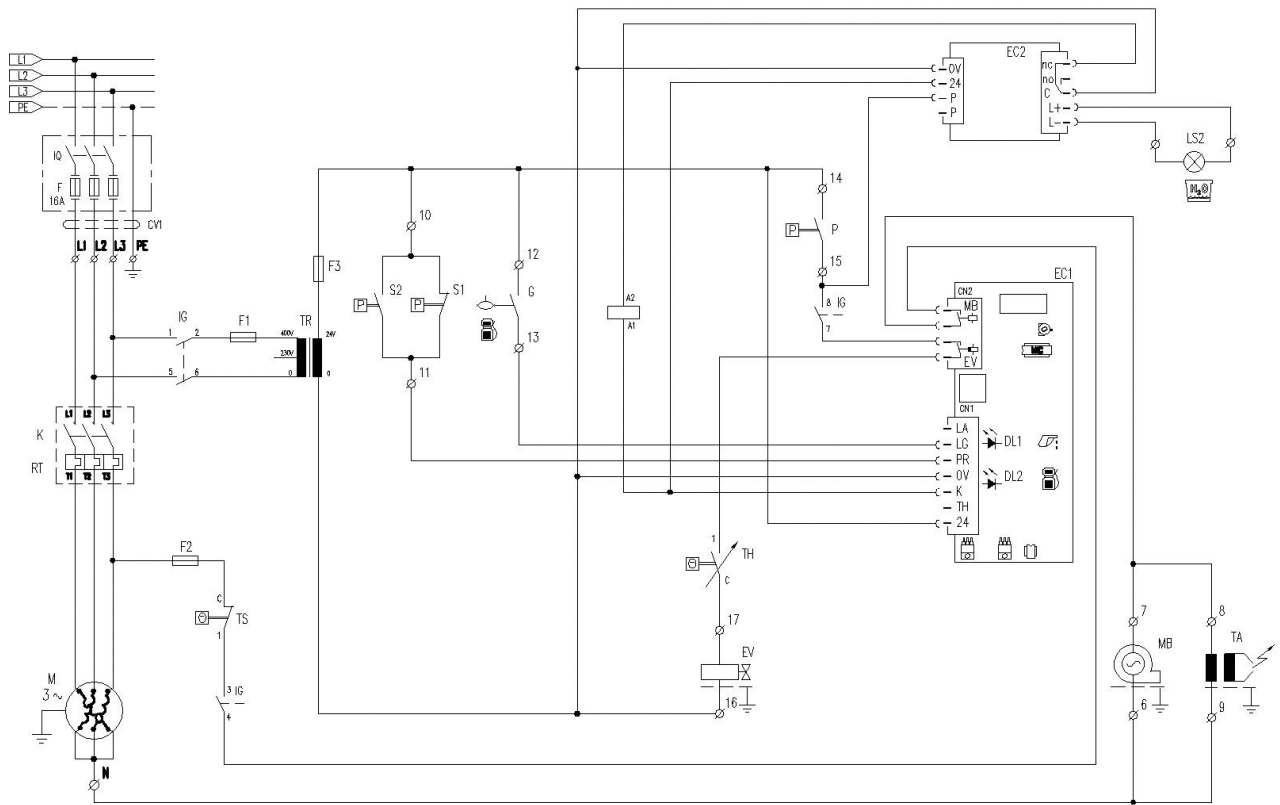 L1
L2
L3
PE
IQ
F
16A
CV1
L1 L2 L3 PE
IG
1 2
5 6
F1
TR
400V
230V
0
24V
0
F3
10
S2
S1
11
12
G
13
A2
A1
14
P
P
P
P
15
8 IG
7
EC2
0V
24
P
P
nc
no
C
L+
L-
LS2
H2O
EC1
CN2
MB
EV
MC
CN1
LA
LG
PR
0V
K
TH
24
DL1
DL2
K
L1 L2 L3
RT
T1 T2 T3
F2
C
TS
1
3 IG
4
M
3 ~
N
1
TH
C
17
EV
16
7
MB
6
8
TA
9